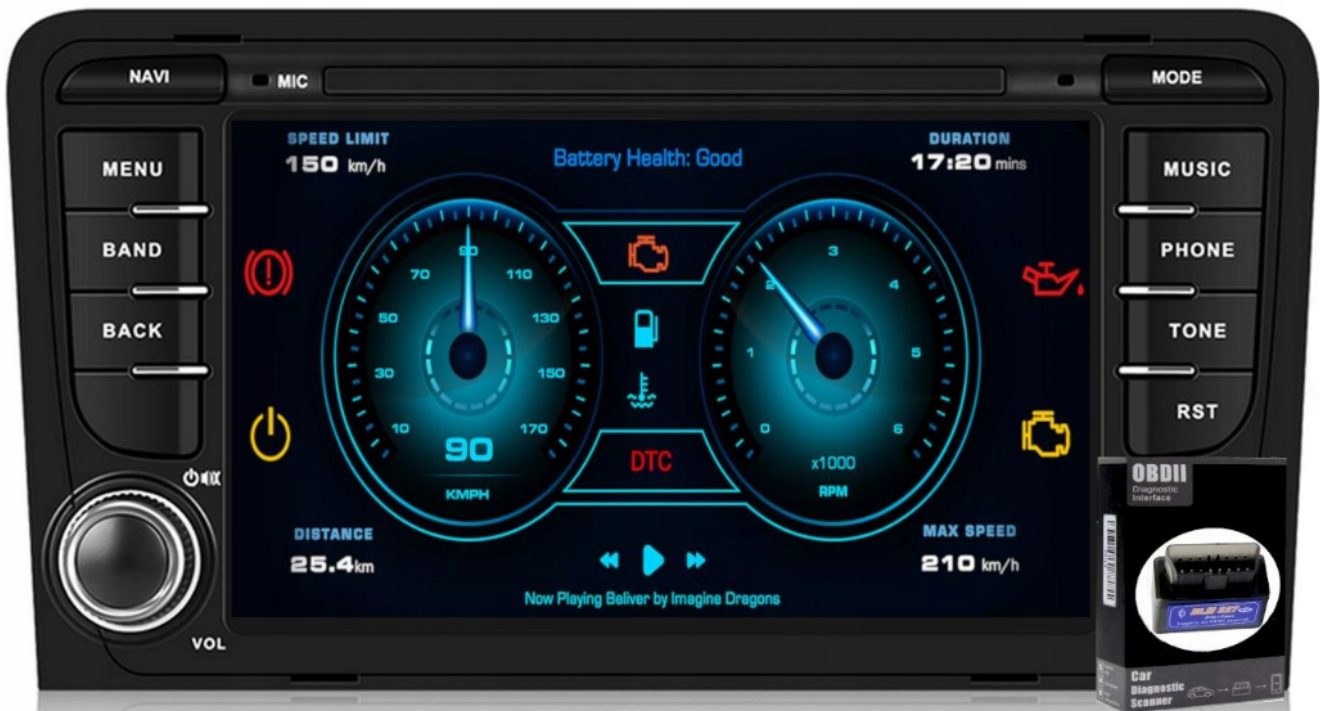 NAVI
MIC
MODE
MENU
BAND
BACK
VOL
SPEED LIMIT
150 km/h
Battery Health: Good
DURATION
17:20 mins
10
30
50
70
90
110
130
150
170
90
KMPH
DTC
0
1
2
3
4
5
6
x1000
RPM
DISTANCE
25.4km
MAX SPEED
210 km/h
Now Playing Beliver by Imagine Dragons
MUSIC
PHONE
TONE
RST
OBDII
Diagnostic
Interface
Car
Diagnostic
Scanner